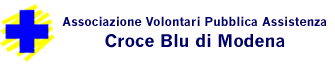 Associazione Volontari Pubblica Assistenza
Croce Blu di Modena